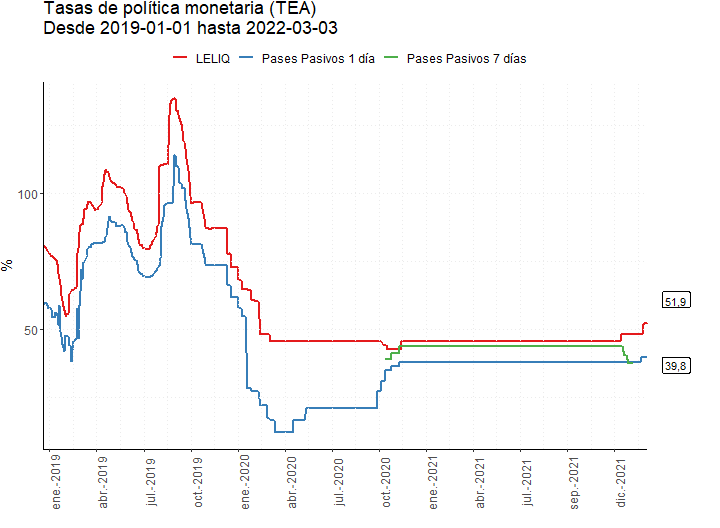 Tasas de política monetaria (TEA)
Desde 2019-01-01 hasta 2022-03-03
LELIQ Pases Pasivos 1 día Pases Pasivos 7 días
%
100
50
51,9
39,8
ene.-2019
abr.-2019
jul.-2019
oct.-2019
ene.-2020
abr.-2020
jul.-2020
oct.-2020
ene.-2021
abr.-2021
jul.-2021
sep.-2021
dic.-2021